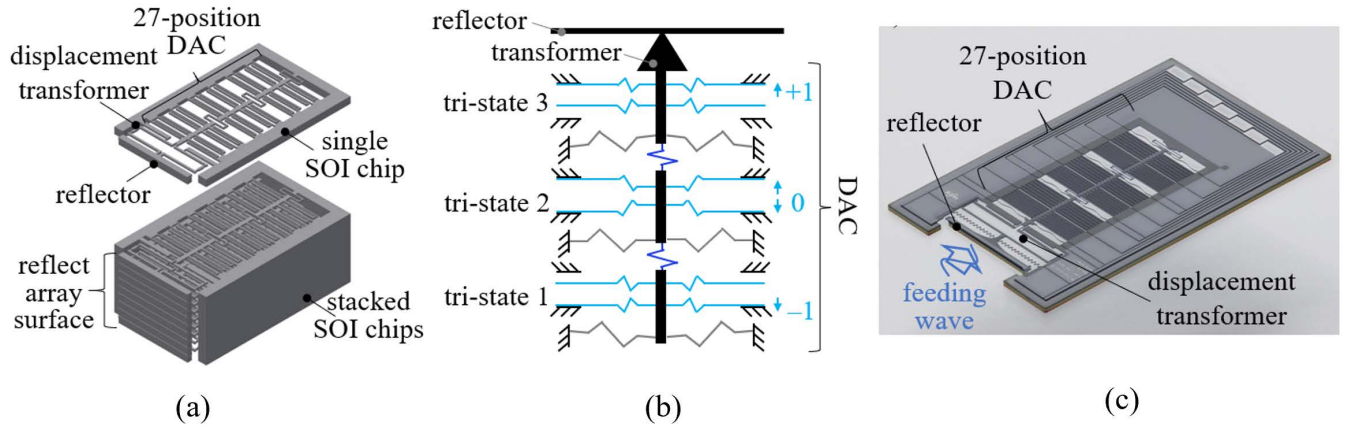 27-position
DAC
displacement
transformer
single
SOI chip
reflector
reflect
array
surface
stacked
SOI chips
(a)
reflector
transformer
tri-state 3
+1
tri-state 2
0
DAC
tri-state 1
−1
(b)
27-position
DAC
reflector
feeding
wave
displacement
transformer
(c)